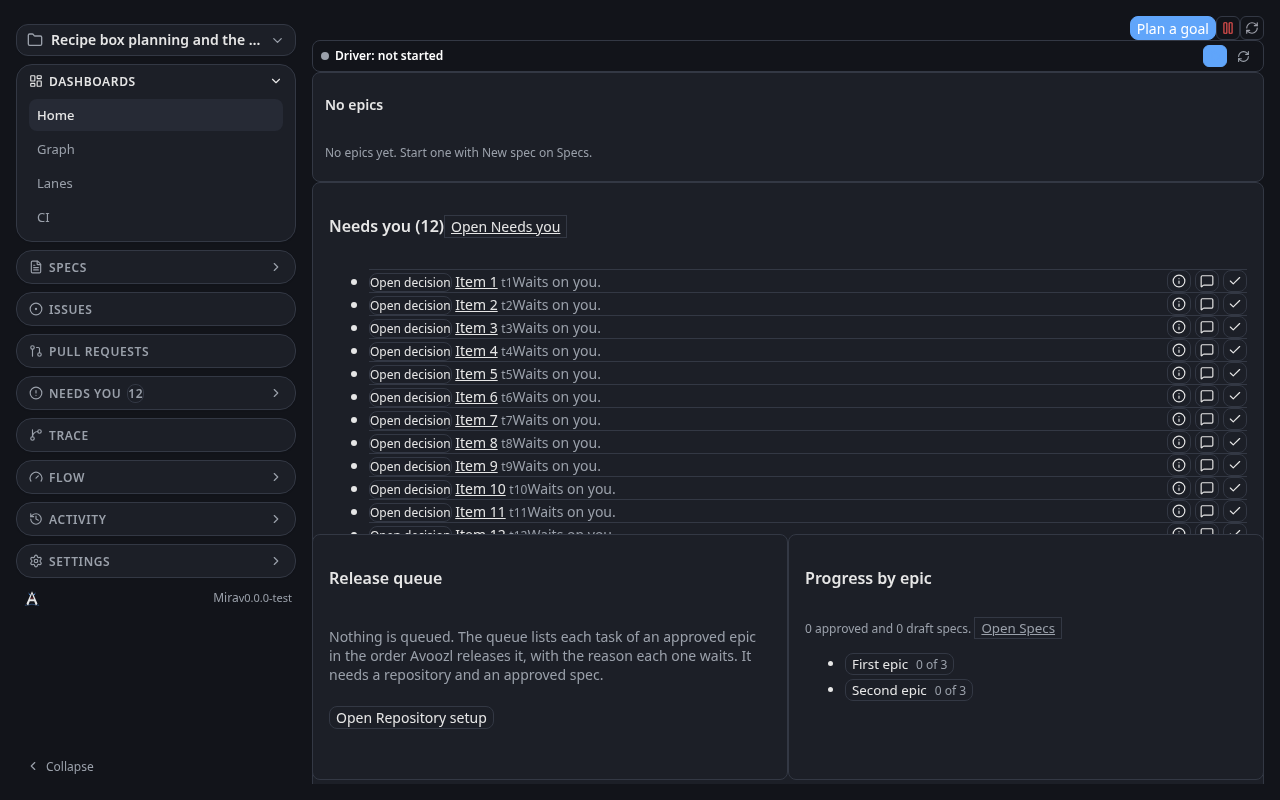 Recipe box planning and the ...
DASHBOARDS
Home
Graph
Lanes
CI
SPECS
ISSUES
PULL REQUESTS
NEEDS YOU 12
TRACE
FLOW
ACTIVITY
SETTINGS
A Mirav0.0.0-test
Collapse
Plan a goal
Driver: not started
No epics
No epics yet. Start one with New spec on Specs.
Needs you (12) Open Needs you
Open decision Item 1 t1Waits on you.
Open decision Item 2 t2Waits on you.
Open decision Item 3 t3Waits on you.
Open decision Item 4 t4Waits on you.
Open decision Item 5 t5Waits on you.
Open decision Item 6 t6Waits on you.
Open decision Item 7 t7Waits on you.
Open decision Item 8 t8Waits on you.
Open decision Item 9 t9Waits on you.
Open decision Item 10 t10Waits on you.
Open decision Item 11 t11Waits on you.
Open decision Item 12 t12Waits on you.
Release queue
Nothing is queued. The queue lists each task of an approved epic
in the order Avoozl releases it, with the reason each one waits. It
needs a repository and an approved spec.
Open Repository setup
Progress by epic
0 approved and 0 draft specs. Open Specs
First epic 0 of 3
Second epic 0 of 3